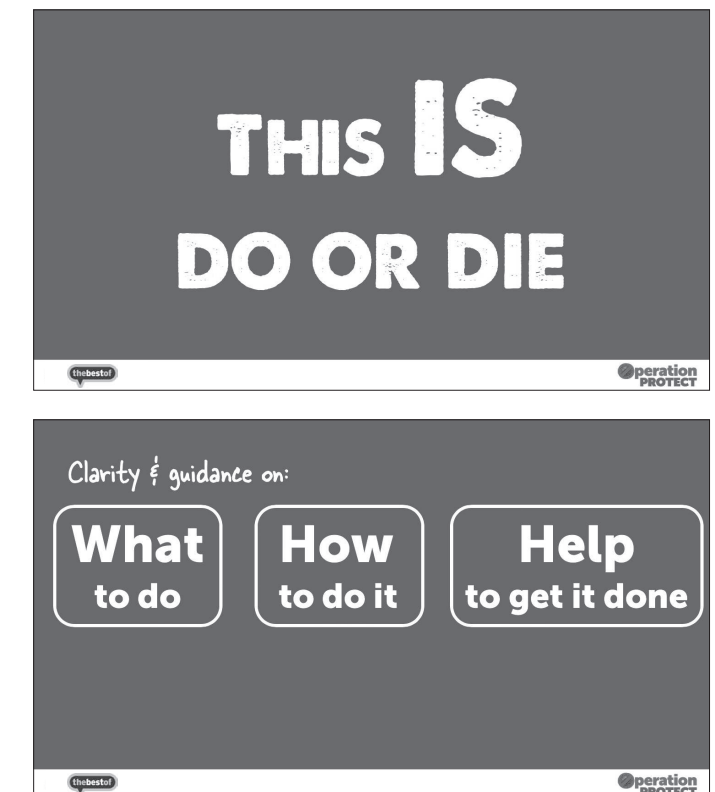 THIS IS
DO OR DIE
thebestof
Operation
PROTECT
Clarity & guidance on:
What
to do
How
to do it
Help
to get it done
thebestof
Operation
PROTECT